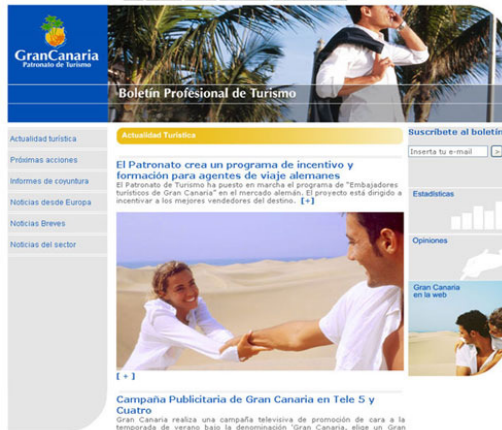 GranCanaria
Patronato de Turismo
Boletín Profesional de Turismo
Actualidad turística
Próximas acciones
Informes de coyuntura
Noticias desde Europa
Noticias Breves
Noticias del sector
Actualidad Turística
El Patronato crea un programa de incentivo y
formación para agentes de viaje alemanes
El Patronato de Turismo ha puesto en marcha el programa de "Embajadores
turísticos de Gran Canaria" en el mercado alemán. El proyecto está dirigido a
incentivar a los mejores vendedores del destino. [+]
[ + ]
Campaña Publicitaria de Gran Canaria en Tele 5 y
Cuatro
Gran Canaria realiza una campaña televisiva de promoción de cara a la
temporada de verano bajo la denominación 'Gran Canaria, elige un Gran
Suscríbete al boletín
Inserta tu e-mail
>
Estadísticas
Opiniones
Gran Canaria
en la web